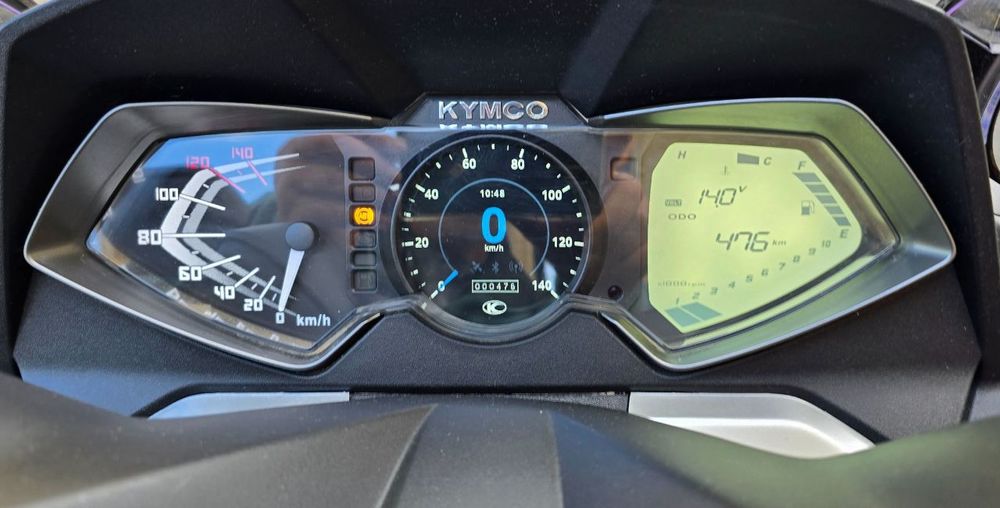 KYMCO
140
120
100
80
60
40
20
0
km/h
60 80
40 100
20 120
0 140
10:48
0
km/h
000476
H C F
VOLT 14.0 V
ODO
476 km
E
x1000rpm
1 2 3 4 5 6 7 8 9 10